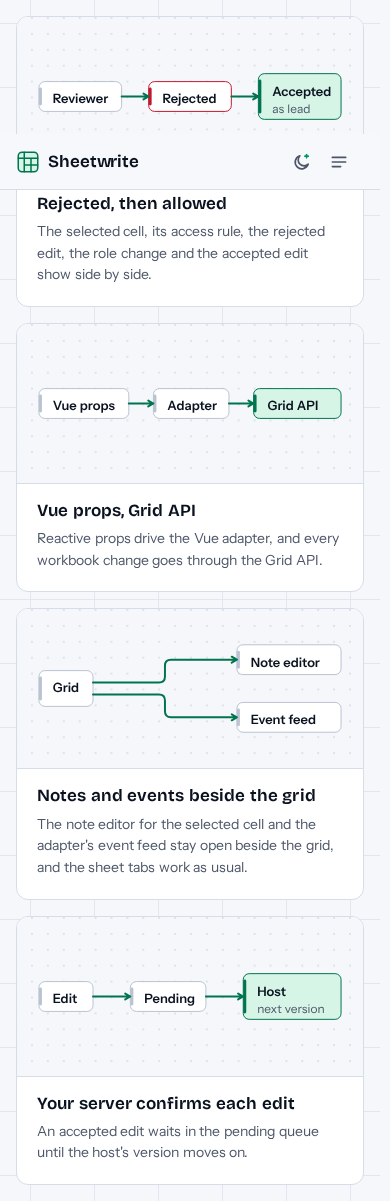 Reviewer
Rejected
Accepted
as lead
Sheetwrite
Rejected, then allowed
The selected cell, its access rule, the rejected
edit, the role change and the accepted edit
show side by side.
Vue props
Adapter
Grid API
Vue props, Grid API
Reactive props drive the Vue adapter, and every
workbook change goes through the Grid API.
Grid
Note editor
Event feed
Notes and events beside the grid
The note editor for the selected cell and the
adapter's event feed stay open beside the grid,
and the sheet tabs work as usual.
Edit
Pending
Host
next version
Your server confirms each edit
An accepted edit waits in the pending queue
until the host's version moves on.